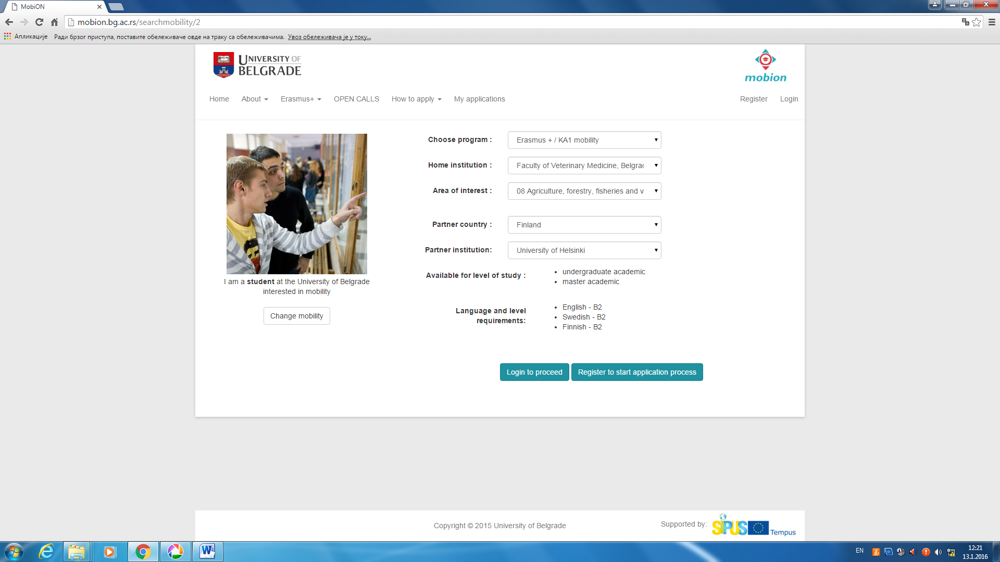 MobiON
mobion.bg.ac.rs/searchmobility/2
Апликације Ради брзог приступа, поставите обележиваче овде на траку са обележивачима. Увоз обележивача је у току...
UNIVERSITY OF
BELGRADE
mobion
Home About Erasmus+ OPEN CALLS How to apply My applications Register Login
Choose program : Erasmus + / KA1 mobility
Home institution : Faculty of Veterinary Medicine, Belgrac
Area of interest : 08 Agriculture, forestry, fisheries and v
Partner country : Finland
Partner institution: University of Helsinki
Available for level of study :
• undergraduate academic
• master academic
Language and level
requirements:
• English - B2
• Swedish - B2
• Finnish - B2
I am a student at the University of Belgrade
interested in mobility
Change mobility
Login to proceed Register to start application process
Copyright © 2015 University of Belgrade
Supported by: SIPUS Tempus
EN 12:21
13.1.2016